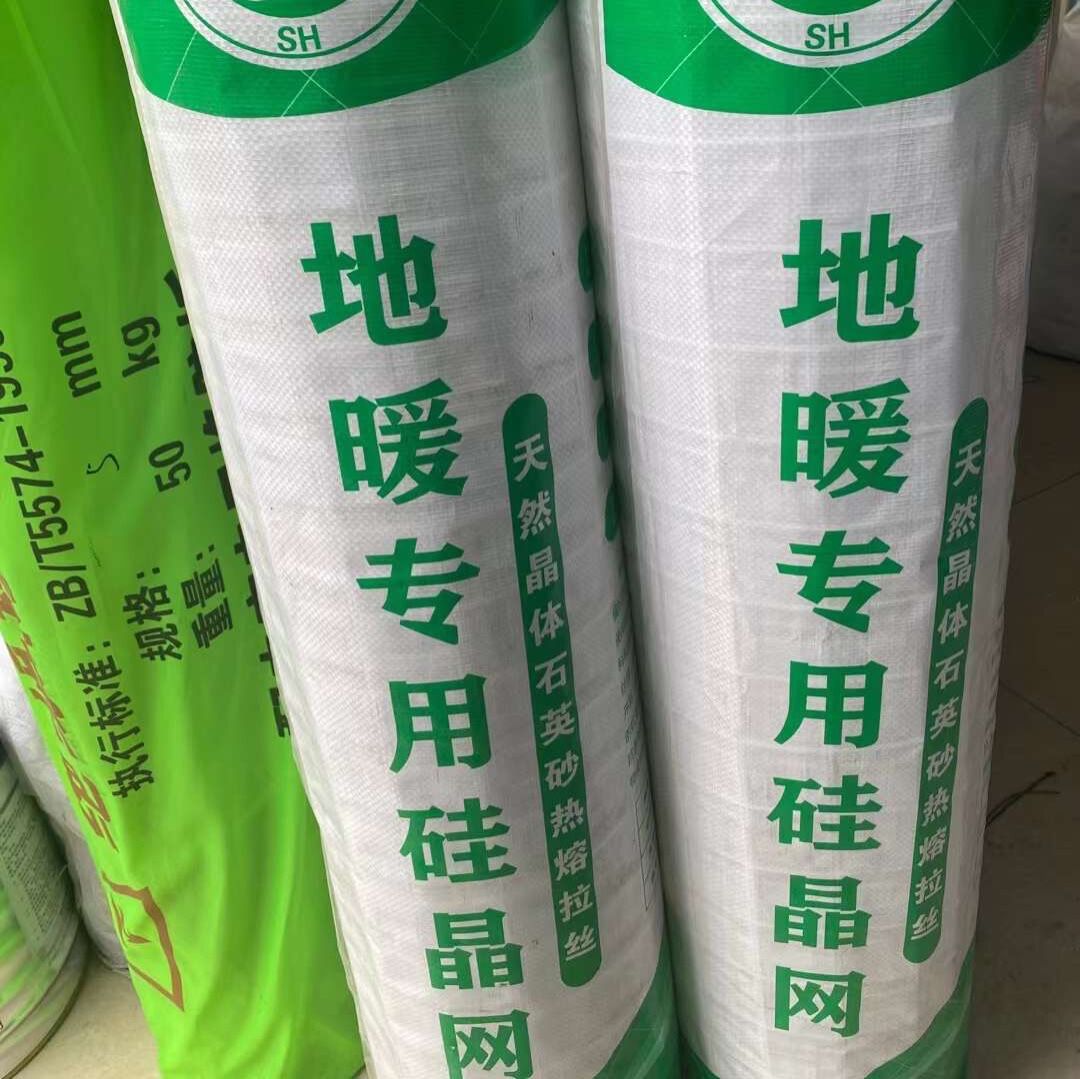 执行标准：ZB/T5574-199
规格： 5 mm
重量： 50 kg
SH
地暖专用硅晶网
天然晶体石英砂热熔拉丝
SH
地暖专用硅晶网
天然晶体石英砂热熔拉丝